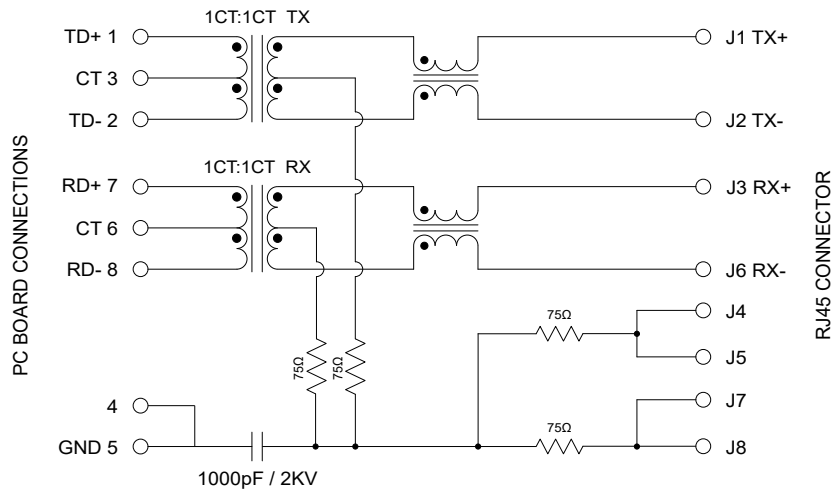 1CT:1CT TX
TD+ 1
J1 TX+
CT 3
TD- 2
J2 TX-
1CT:1CT RX
RD+ 7
J3 RX+
CT 6
RD- 8
J6 RX-
PC BOARD CONNECTIONS
RJ45 CONNECTOR
75Ω
J4
J5
75Ω
75Ω
4
J7
75Ω
GND 5
J8
1000pF / 2KV